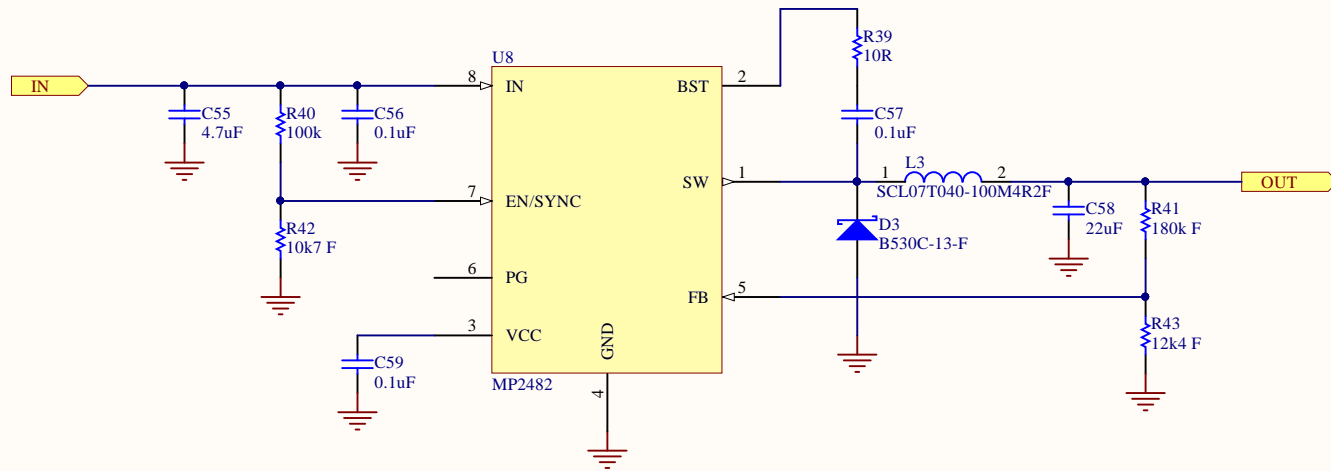 IN
C55
4.7uF
R40
100k
C56
0.1uF
R42
10k7 F
C59
0.1uF
U8
8
IN
7
EN/SYNC
6
PG
3
VCC
GND
4
BST
2
SW
1
FB
5
MP2482
R39
10R
C57
0.1uF
L3
1
2
SCL07T040-100M4R2F
D3
B530C-13-F
C58
22uF
R41
180k F
R43
12k4 F
OUT